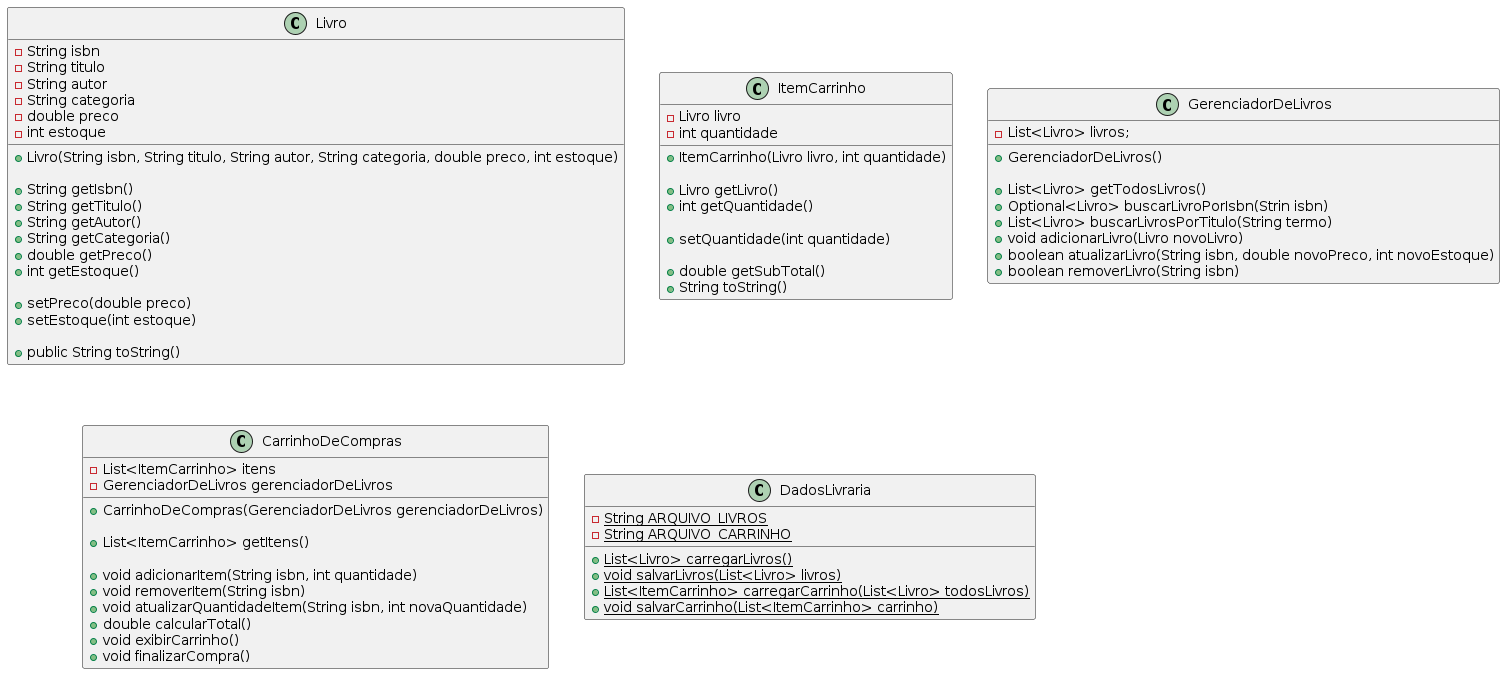 Livro
String isbn
String titulo
String autor
String categoria
double preco
int estoque
Livro(String isbn, String titulo, String autor, String categoria, double preco, int estoque)
String getIsbn()
String getTitulo()
String getAutor()
String getCategoria()
double getPreco()
int getEstoque()
setPreco(double preco)
setEstoque(int estoque)
public String toString()
ItemCarrinho
Livro livro
int quantidade
ItemCarrinho(Livro livro, int quantidade)
Livro getLivro()
int getQuantidade()
setQuantidade(int quantidade)
double getSubTotal()
String toString()
GerenciadorDeLivros
List<Livro> livros;
GerenciadorDeLivros()
List<Livro> getTodosLivros()
Optional<Livro> buscarLivroPorIsbn(Strin isbn)
List<Livro> buscarLivrosPorTitulo(String termo)
void adicionarLivro(Livro novoLivro)
boolean atualizarLivro(String isbn, double novoPreco, int novoEstoque)
boolean removerLivro(String isbn)
CarrinhoDeCompras
List<ItemCarrinho> itens
GerenciadorDeLivros gerenciadorDeLivros
CarrinhoDeCompras(GerenciadorDeLivros gerenciadorDeLivros)
List<ItemCarrinho> getItens()
void adicionarItem(String isbn, int quantidade)
void removerItem(String isbn)
void atualizarQuantidadeItem(String isbn, int novaQuantidade)
double calcularTotal()
void exibirCarrinho()
void finalizarCompra()
DadosLivraria
String ARQUIVO_LIVROS
String ARQUIVO_CARRINHO
List<Livro> carregarLivros()
void salvarLivros(List<Livro> livros)
List<ItemCarrinho> carregarCarrinho(List<Livro> todosLivros)
void salvarCarrinho(List<ItemCarrinho> carrinho)